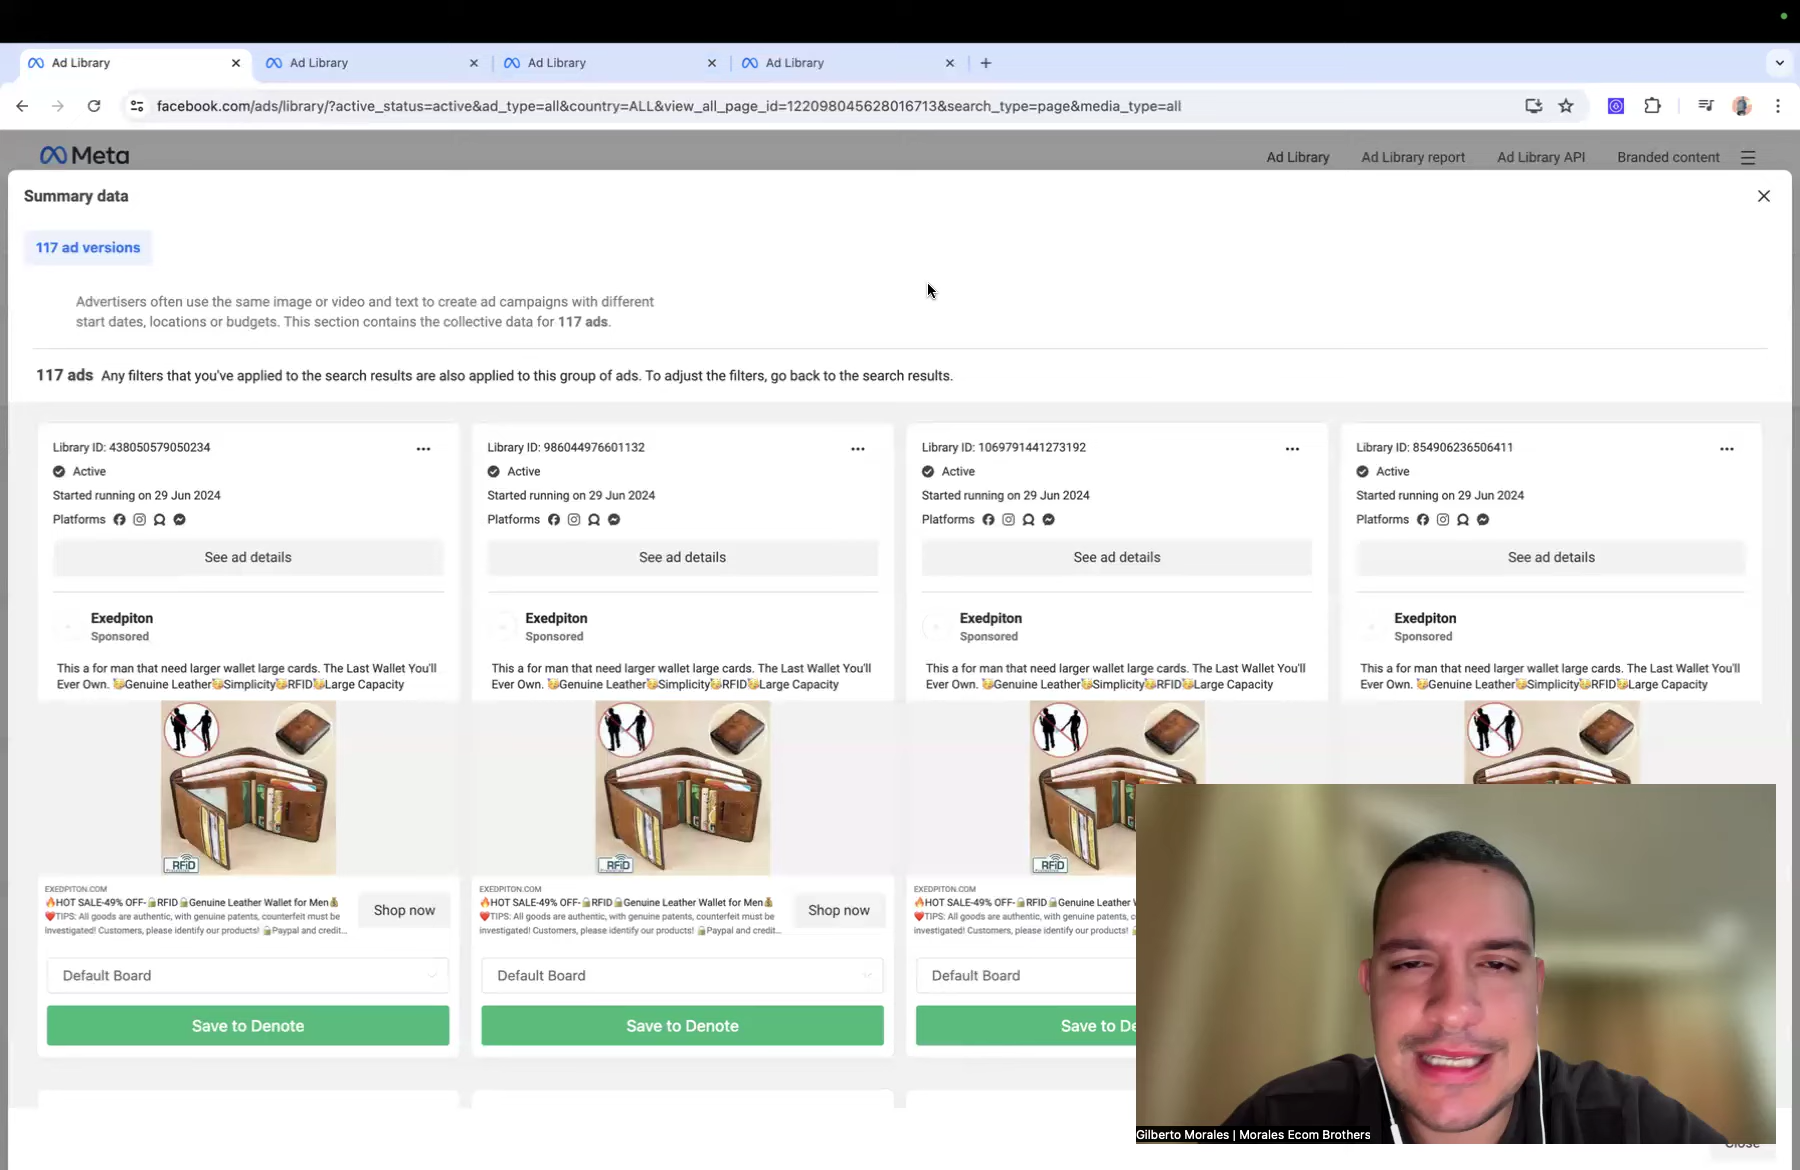 Ad Library
Ad Library
Ad Library
Ad Library
facebook.com/ads/library/?active_status=active&ad_type=all&country=ALL&view_all_page_id=122098045628016713&search_type=page&media_type=all
Meta
Ad Library
Ad Library report
Ad Library API
Branded content
Summary data
117 ad versions
Advertisers often use the same image or video and text to create ad campaigns with different
start dates, locations or budgets. This section contains the collective data for 117 ads.
117 ads Any filters that you've applied to the search results are also applied to this group of ads. To adjust the filters, go back to the search results.
Library ID: 438050579050234
Active
Started running on 29 Jun 2024
Platforms
See ad details
Exedpiton
Sponsored
This a for man that need larger wallet large cards. The Last Wallet You'll
Ever Own. 🥳Genuine Leather🥳Simplicity🥳RFID🥳Large Capacity
RFiD
EXEDPITON.COM
🔥HOT SALE-49% OFF-🔒RFID🔒Genuine Leather Wallet for Men💰
❤️TIPS: All goods are authentic, with genuine patents, counterfeit must be
investigated! Customers, please identify our products! 🔒Paypal and credit...
Shop now
Default Board
Save to Denote
Library ID: 986044976601132
Active
Started running on 29 Jun 2024
Platforms
See ad details
Exedpiton
Sponsored
This a for man that need larger wallet large cards. The Last Wallet You'll
Ever Own. 🥳Genuine Leather🥳Simplicity🥳RFID🥳Large Capacity
RFiD
EXEDPITON.COM
🔥HOT SALE-49% OFF-🔒RFID🔒Genuine Leather Wallet for Men💰
❤️TIPS: All goods are authentic, with genuine patents, counterfeit must be
investigated! Customers, please identify our products! 🔒Paypal and credit...
Shop now
Default Board
Save to Denote
Library ID: 1069791441273192
Active
Started running on 29 Jun 2024
Platforms
See ad details
Exedpiton
Sponsored
This a for man that need larger wallet large cards. The Last Wallet You'll
Ever Own. 🥳Genuine Leather🥳Simplicity🥳RFID🥳Large Capacity
RFiD
EXEDPITON.COM
🔥HOT SALE-49% OFF-🔒RFID🔒Genuine Leather W
❤️TIPS: All goods are authentic, with genuine patents, c
investigated! Customers, please identify our products!
Default Board
Save to De
Library ID: 854906236506411
Active
Started running on 29 Jun 2024
Platforms
See ad details
Exedpiton
Sponsored
This a for man that need larger wallet large cards. The Last Wallet You'll
Ever Own. 🥳Genuine Leather🥳Simplicity🥳RFID🥳Large Capacity
Gilberto Morales | Morales Ecom Brothers
Close